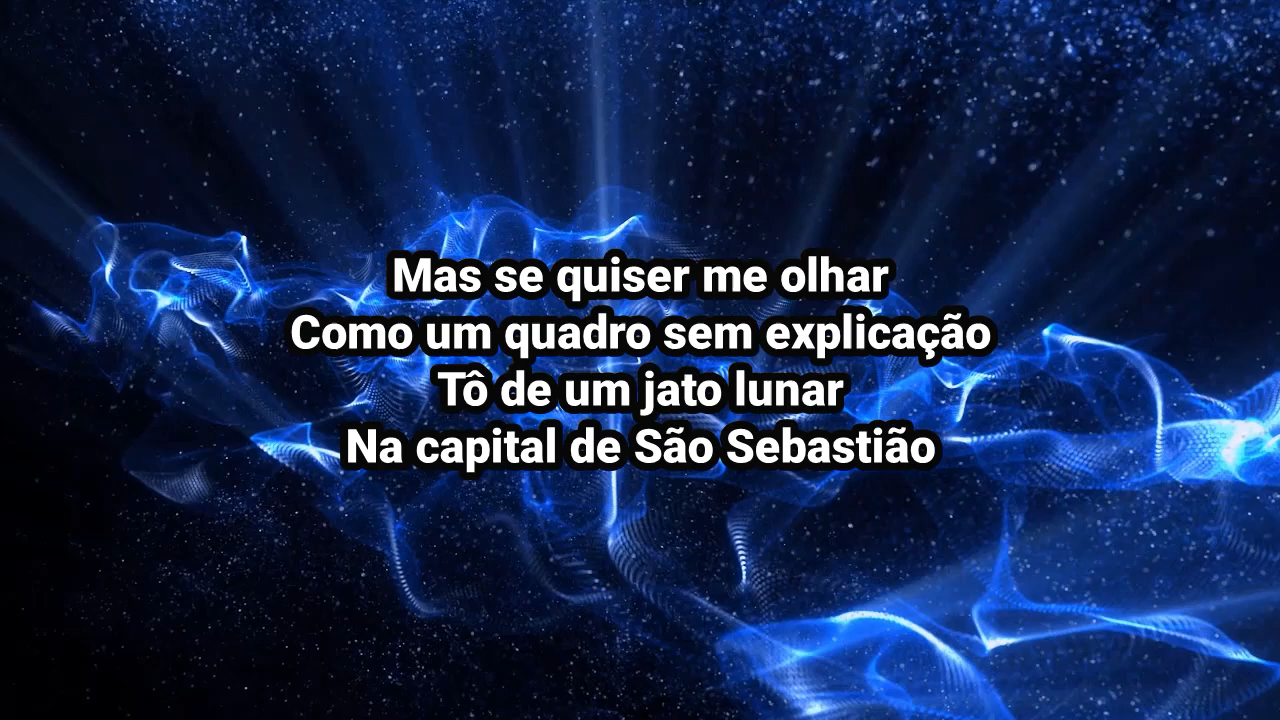 Mas se quiser me olhar
Como um quadro sem explicação
Tô de um jato lunar
Na capital de São Sebastião